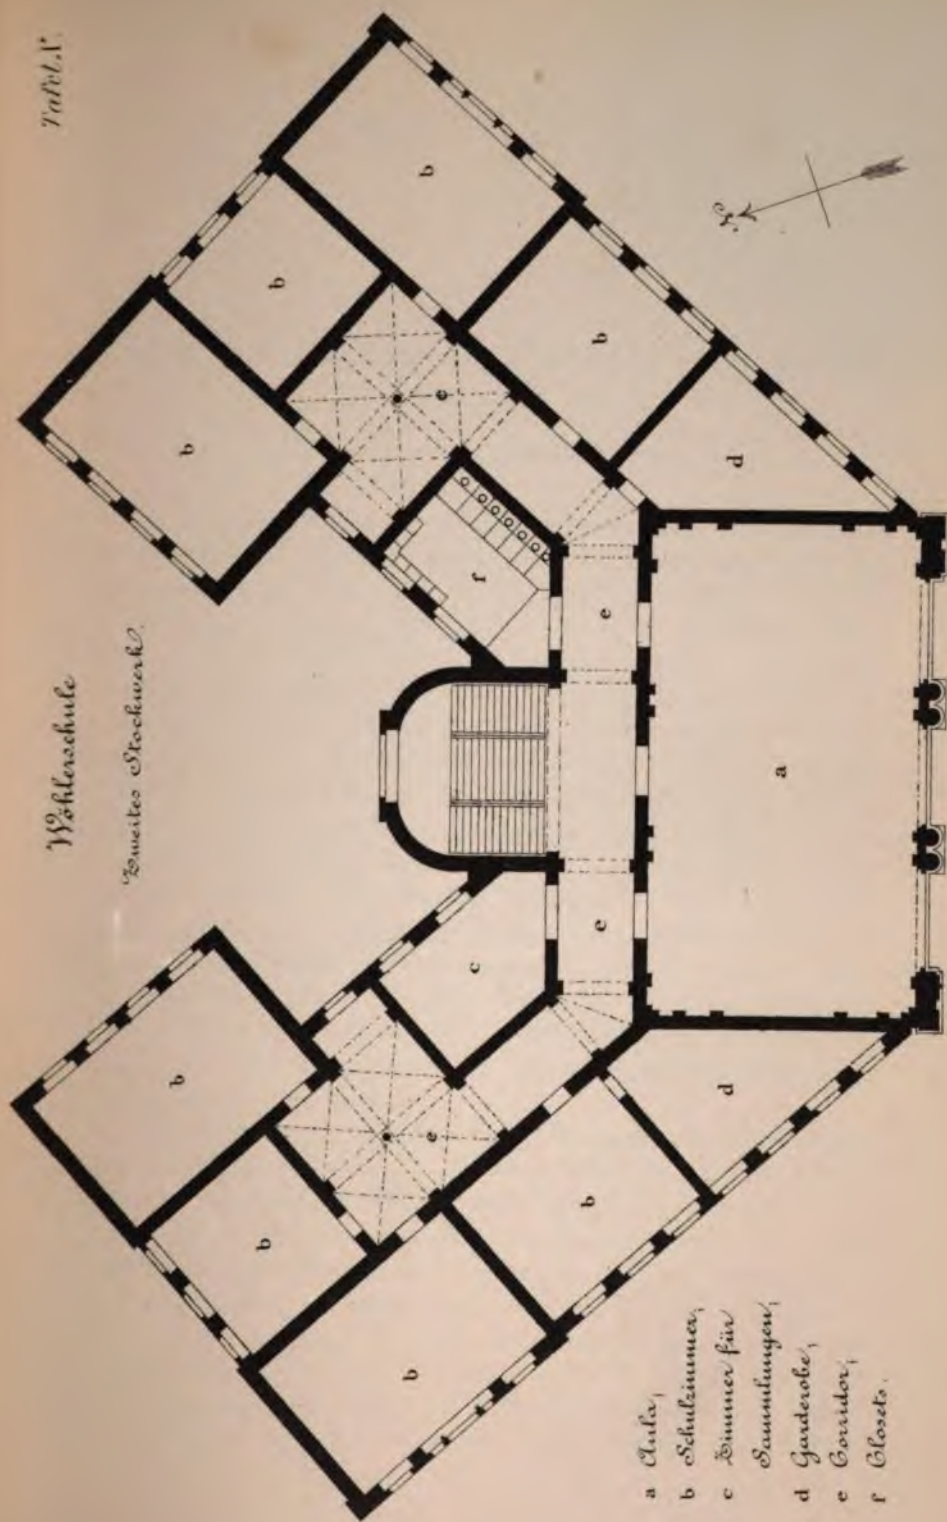 Tafel X.
Wöhlerschule
Zweites Stockwerk.
b
b
b
b
b
b
e
e
c
f
b
e
e
b
d
d
N
a
a Aula;
b Schulzimmer;
c Zimmer für
Sammlungen;
d Garderobe;
e Corridor;
f Closets.